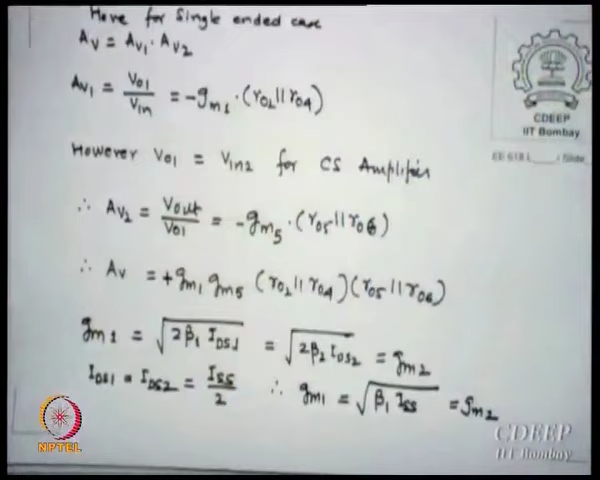 Here for Single ended case
Av = Av1 · Av2
Av1 = Vo1/Vin = -gm1 · (ro2 || ro4)
However Vo1 = Vin2 for CS Amplifier
∴ Av2 = Vout/Vo1 = -gm5 · (ro5 || ro6)
∴ Av = +gm1 gm5 (ro2 || ro4)(ro5 || ro6)
gm1 = √(2β1 IDS1) = √(2β2 IDS2) = gm2
IDS1 = IDS2 = ISS/2 ∴ gm1 = √(β1 ISS) = gm2
CDEEP
IIT Bombay
EE 618 L____ / Slide
NPTEL
CDEEP
IIT Bombay